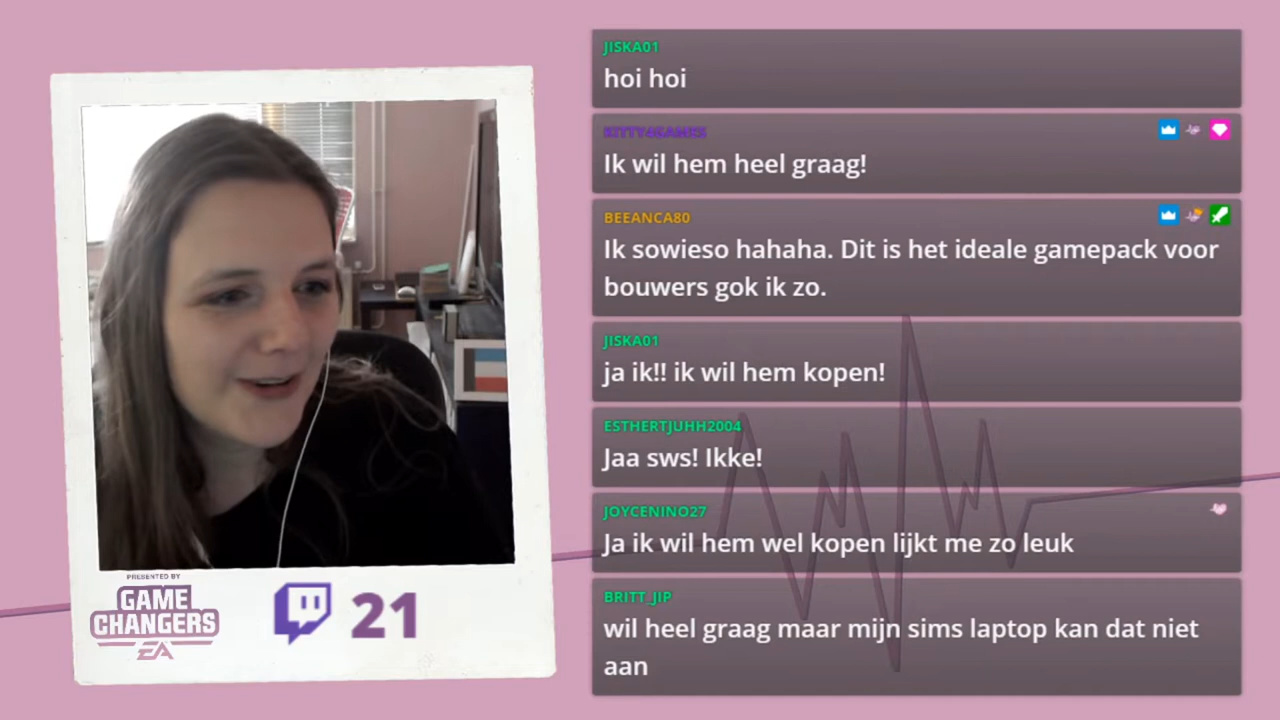 JISKA01
hoi hoi
KITTY4GAMES
Ik wil hem heel graag!
BEEANCA80
Ik sowieso hahaha. Dit is het ideale gamepack voor
bouwers gok ik zo.
JISKA01
ja ik!! ik wil hem kopen!
ESTHERTJUHH2004
Jaa sws! Ikke!
JOYCENINO27
Ja ik wil hem wel kopen lijkt me zo leuk
BRITT_JIP
wil heel graag maar mijn sims laptop kan dat niet
aan
PRESENTED BY
GAME
CHANGERS
EA
21